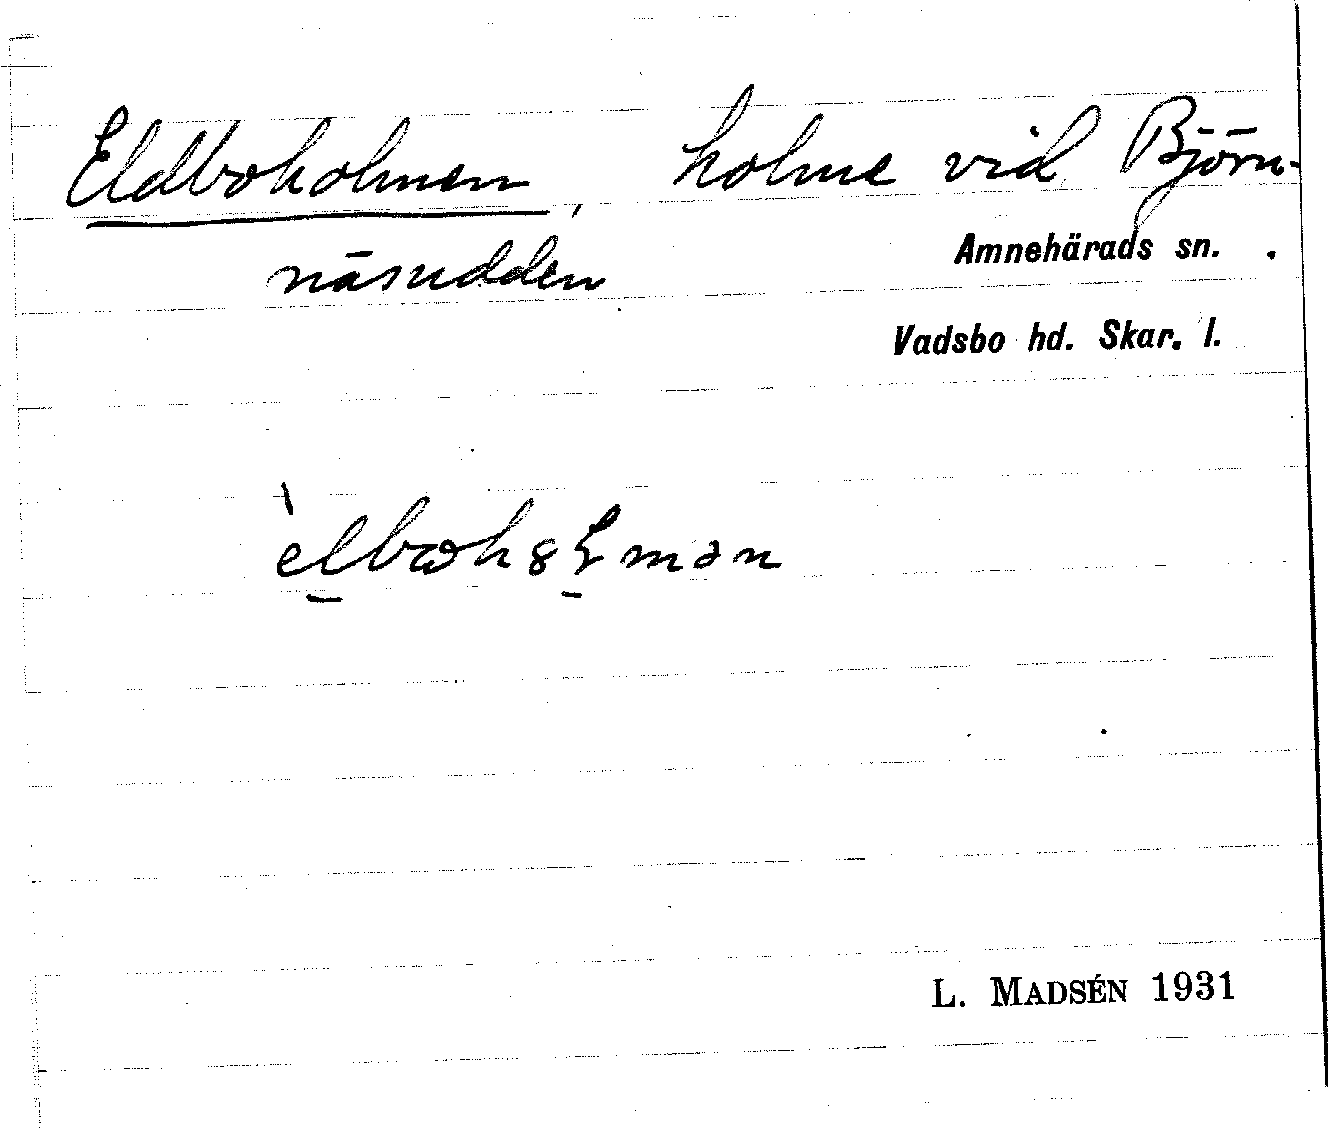 Eldboholmen, holme vid Björn-
näsudden
Amnehärads sn.
Vadsbo hd. Skar. l.
L. MADSÉN 1931